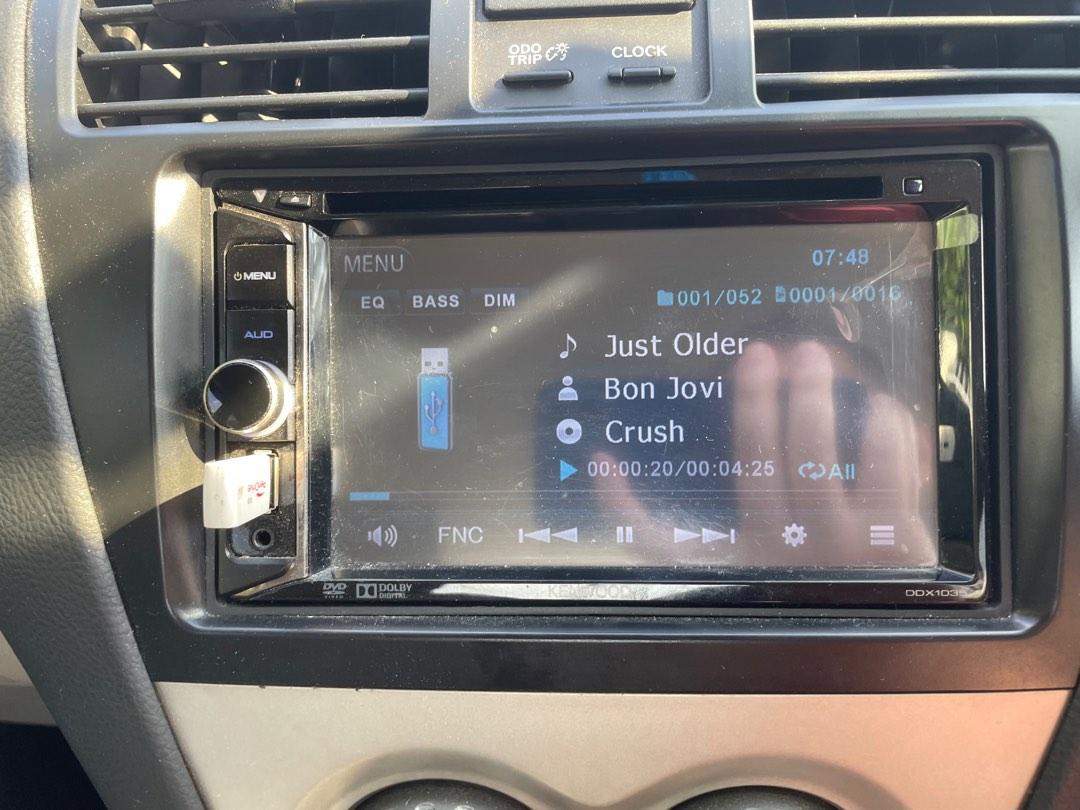 ODO
TRIP
CLOCK
MENU
AUD
MENU
07:48
EQ BASS DIM
001/052 0001/0016
Just Older
Bon Jovi
Crush
00:00:20/00:04:25 All
FNC
DVD
VIDEO
DOLBY
DIGITAL
KENWOOD